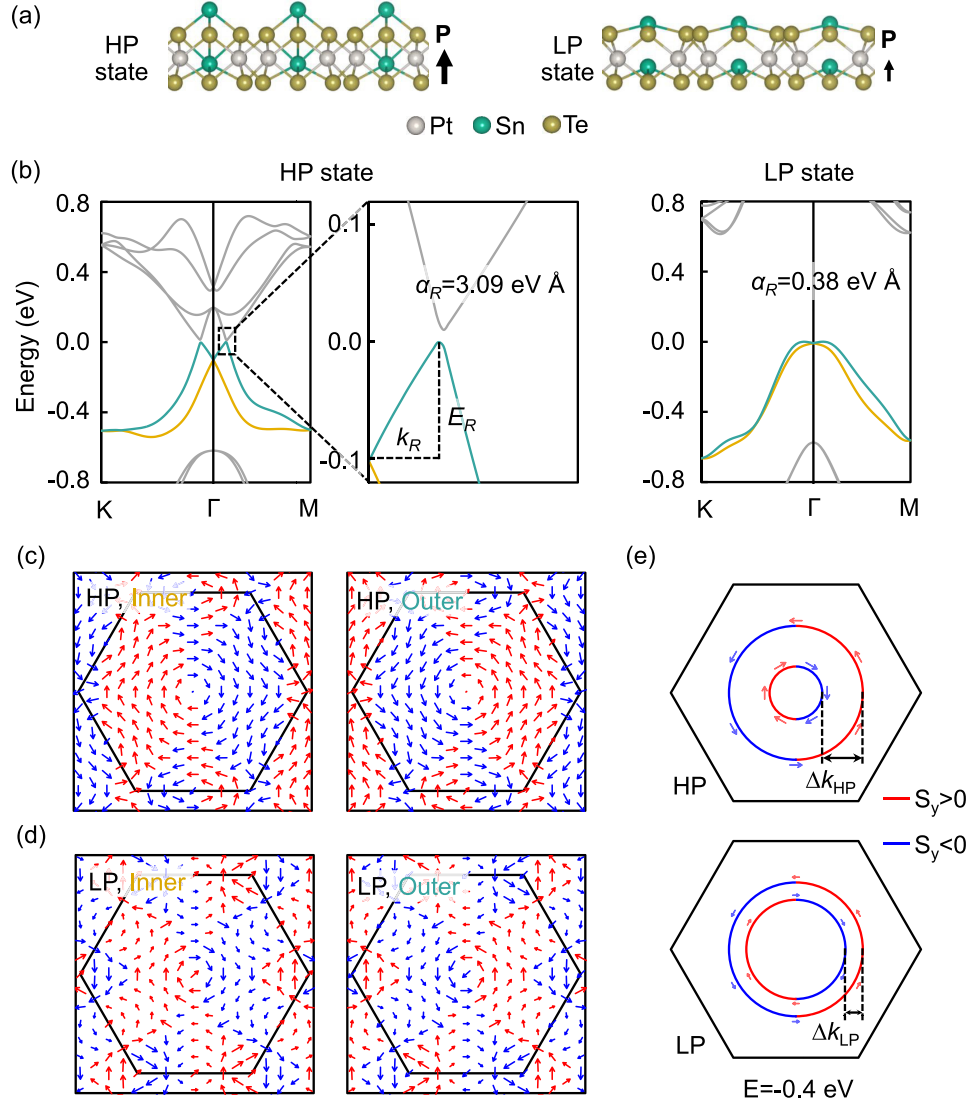 (a)
HP
state
P
LP
state
P
Pt Sn Te
(b)
HP state
LP state
Energy (eV)
0.8
0.4
0.0
-0.4
-0.8
K Γ M
0.1
0.0
-0.1
α_R=3.09 eV Å
k_R
E_R
0.8
0.4
0.0
-0.4
-0.8
α_R=0.38 eV Å
K Γ M
(c)
HP, Inner
HP, Outer
(d)
LP, Inner
LP, Outer
(e)
Δk_HP
HP
S_y>0
S_y<0
Δk_LP
LP
E=-0.4 eV